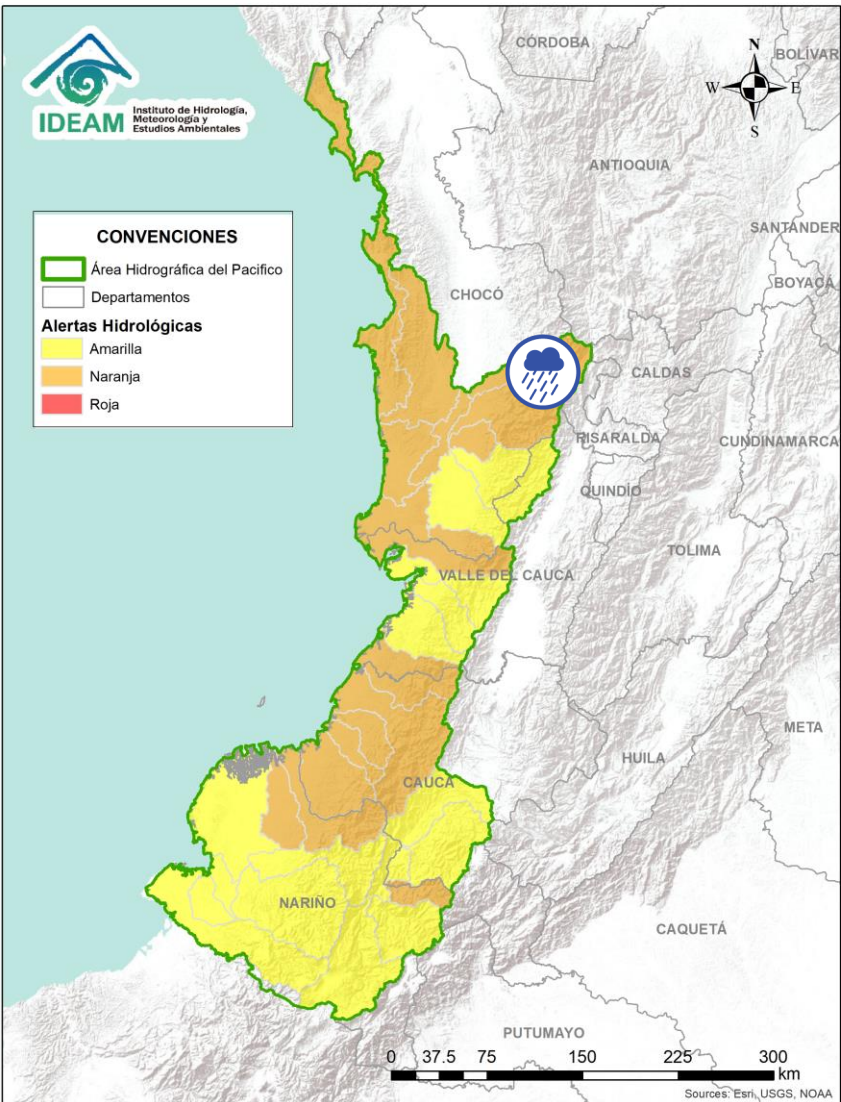 IDEAM
Instituto de Hidrología,
Meteorología y
Estudios Ambientales
CÓRDOBA
BOLÍVAR
N
W
E
S
ANTIOQUIA
SANTANDER
BOYACÁ
CONVENCIONES
Área Hidrográfica del Pacifico
Departamentos
Alertas Hidrológicas
Amarilla
Naranja
Roja
CHOCÓ
CALDAS
RISARALDA
CUNDINAMARCA
QUINDÍO
TOLIMA
VALLE DEL CAUCA
META
HUILA
CAUCA
NARIÑO
CAQUETÁ
PUTUMAYO
0 37.5 75 150 225 300
km
Sources: Esri, USGS, NOAA